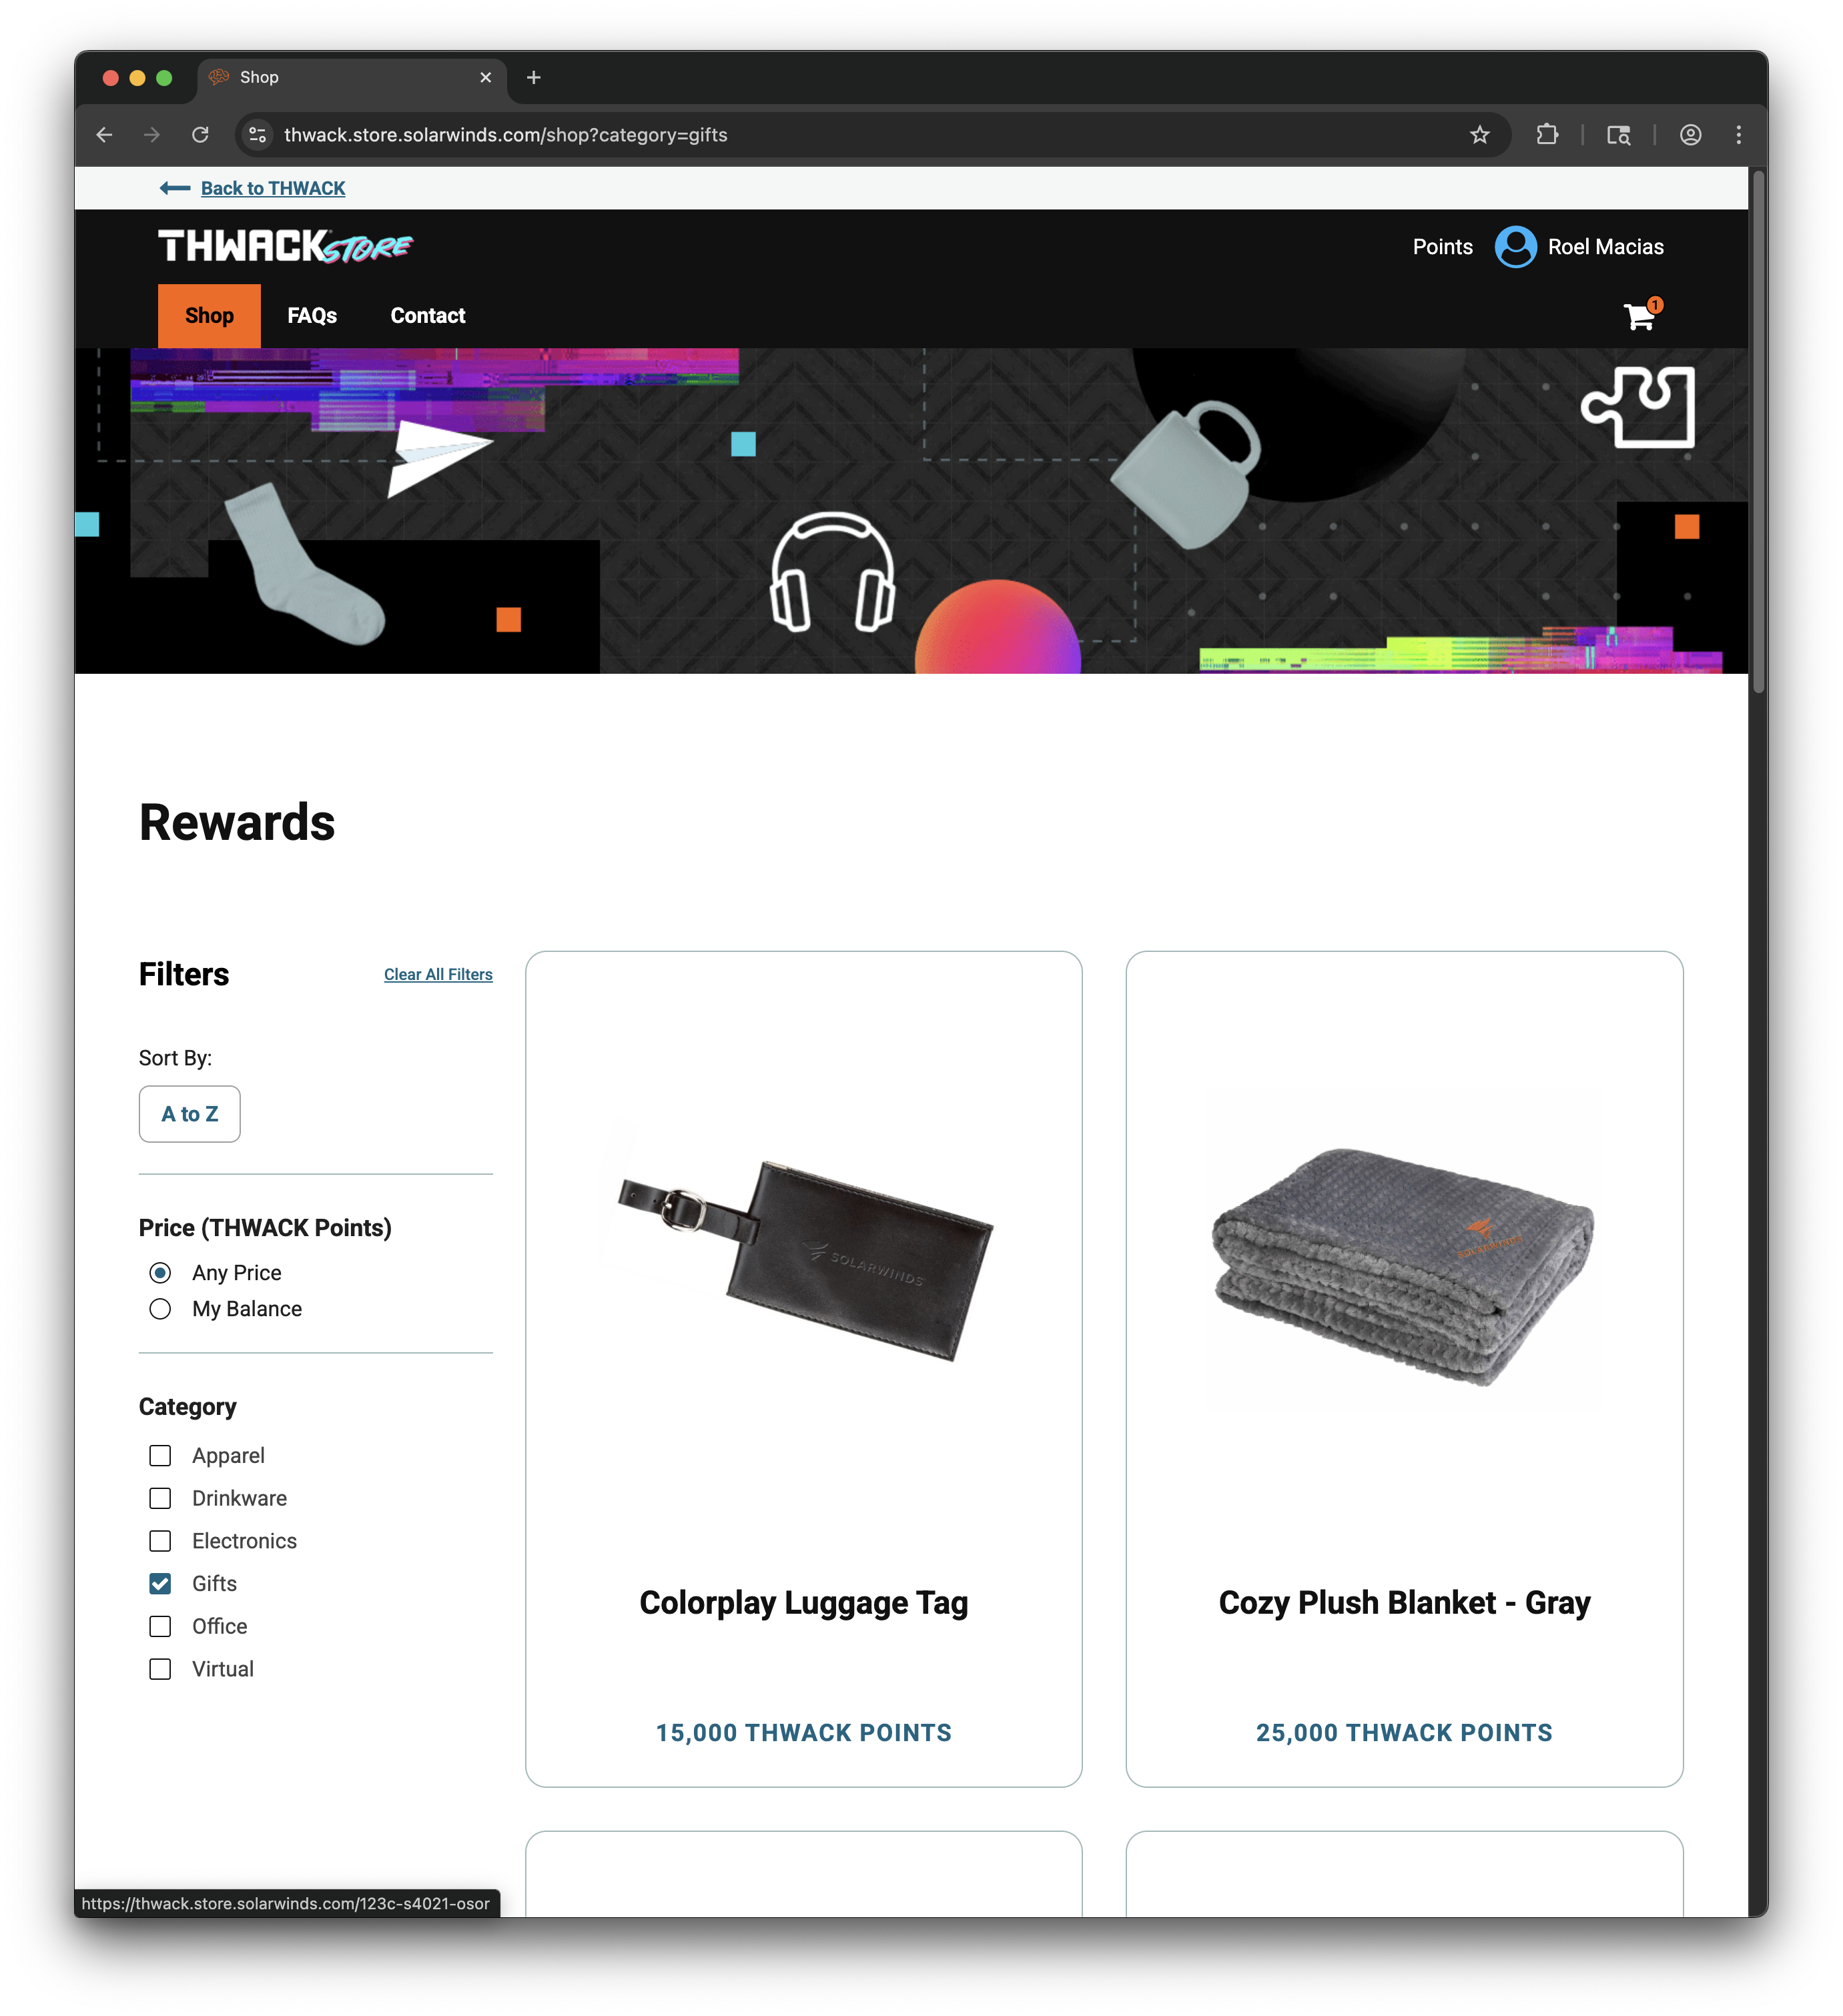 Shop
thwack.store.solarwinds.com/shop?category=gifts
Back to THWACK
THWACK STORE
Points
Roel Macias
Shop
FAQs
Contact
1
Rewards
Filters
Clear All Filters
Sort By:
A to Z
Price (THWACK Points)
Any Price
My Balance
Category
Apparel
Drinkware
Electronics
Gifts
Office
Virtual
SOLARWINDS
Colorplay Luggage Tag
15,000 THWACK POINTS
SOLARWINDS
Cozy Plush Blanket - Gray
25,000 THWACK POINTS
https://thwack.store.solarwinds.com/123c-s4021-osor